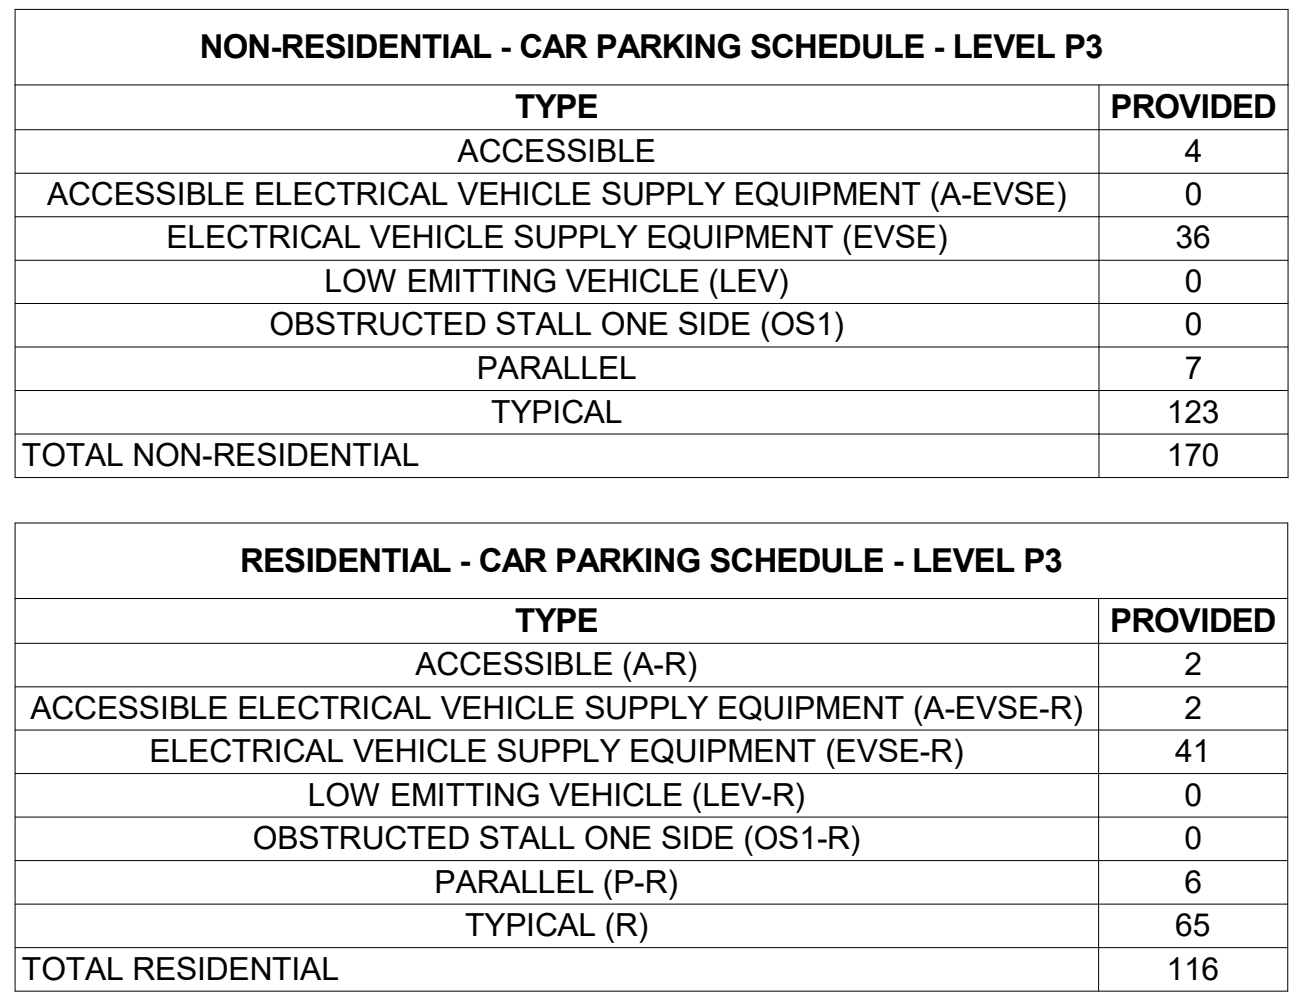 NON-RESIDENTIAL - CAR PARKING SCHEDULE - LEVEL P3
TYPE PROVIDED
ACCESSIBLE 4
ACCESSIBLE ELECTRICAL VEHICLE SUPPLY EQUIPMENT (A-EVSE) 0
ELECTRICAL VEHICLE SUPPLY EQUIPMENT (EVSE) 36
LOW EMITTING VEHICLE (LEV) 0
OBSTRUCTED STALL ONE SIDE (OS1) 0
PARALLEL 7
TYPICAL 123
TOTAL NON-RESIDENTIAL 170
RESIDENTIAL - CAR PARKING SCHEDULE - LEVEL P3
TYPE PROVIDED
ACCESSIBLE (A-R) 2
ACCESSIBLE ELECTRICAL VEHICLE SUPPLY EQUIPMENT (A-EVSE-R) 2
ELECTRICAL VEHICLE SUPPLY EQUIPMENT (EVSE-R) 41
LOW EMITTING VEHICLE (LEV-R) 0
OBSTRUCTED STALL ONE SIDE (OS1-R) 0
PARALLEL (P-R) 6
TYPICAL (R) 65
TOTAL RESIDENTIAL 116